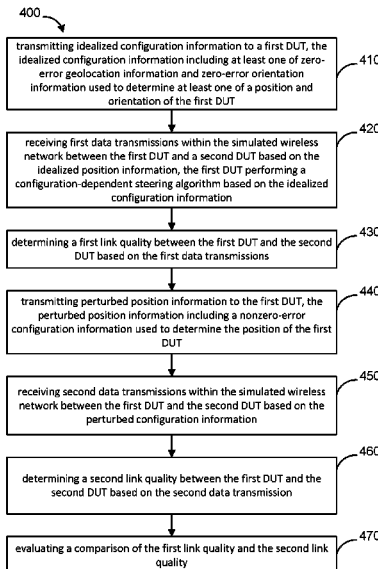 400
transmitting idealized configuration information to a first DUT, the
idealized configuration information including at least one of zero-
error geolocation information and zero-error orientation
information used to determine at least one of a position and
orientation of the first DUT
410
receiving first data transmissions within the simulated wireless
network between the first DUT and a second DUT based on the
idealized position information, the first DUT performing a
configuration-dependent steering algorithm based on the idealized
configuration information
420
determining a first link quality between the first DUT and the second
DUT based on the first data transmissions
430
transmitting perturbed position information to the first DUT, the
perturbed position information including a nonzero-error
configuration information used to determine the position of the first
DUT
440
receiving second data transmissions within the simulated wireless
network between the first DUT and the second DUT based on the
perturbed configuration information
450
determining a second link quality between the first DUT and the
second DUT based on the second data transmission
460
evaluating a comparison of the first link quality and the second link
quality
470